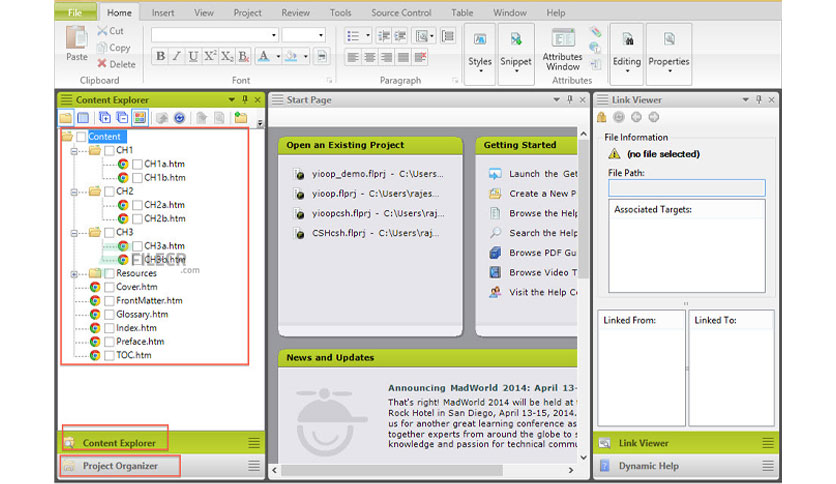 File Home Insert View Project Review Tools Source Control Table Window Help
Paste
Cut
Copy
Delete
Clipboard
B I U X² X₂ B A
Font
Paragraph
Styles
Snippet
Attributes Window
Attributes
Editing
Properties
Content Explorer
Content
CH1
CH1a.htm
CH1b.htm
CH2
CH2a.htm
CH2b.htm
CH3
CH3a.htm
CH3b.htm
FILECR
.com
Resources
Cover.htm
FrontMatter.htm
Glossary.htm
Index.htm
Preface.htm
TOC.htm
Content Explorer
Project Organizer
Start Page
Open an Existing Project
yioop_demo.flprj - C:\Users...
yioop.flprj - C:\Users\rajes...
yioopcsh.flprj - C:\Users\raj...
CSHcsh.flprj - C:\Users\raj...
Getting Started
Launch the Get
Create a New P
Browse the Help
Search the Help
Browse PDF Gu
Browse Video T
Visit the Help Ce
News and Updates
Announcing MadWorld 2014: April 13-
That's right! MadWorld 2014 will be held at
Rock Hotel in San Diego, April 13-15, 2014.
us for another great learning conference as
together experts from around the globe to s
knowledge and passion for technical commu
Link Viewer
File Information
(no file selected)
File Path:
Associated Targets:
Linked From:
Linked To:
Link Viewer
Dynamic Help